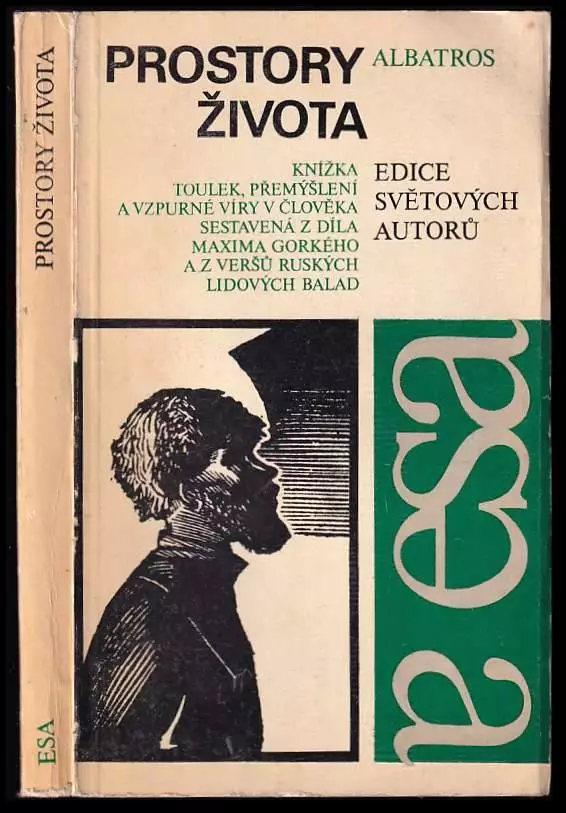 PROSTORY ŽIVOTA
ESA
PROSTORY
ŽIVOTA
KNÍŽKA
TOULEK, PŘEMÝŠLENÍ
A VZPURNÉ VÍRY V ČLOVĚKA
SESTAVENÁ Z DÍLA
MAXIMA GORKÉHO
A Z VERŠŮ RUSKÝCH
LIDOVÝCH BALAD
ALBATROS
EDICE
SVĚTOVÝCH
AUTORŮ
a esa